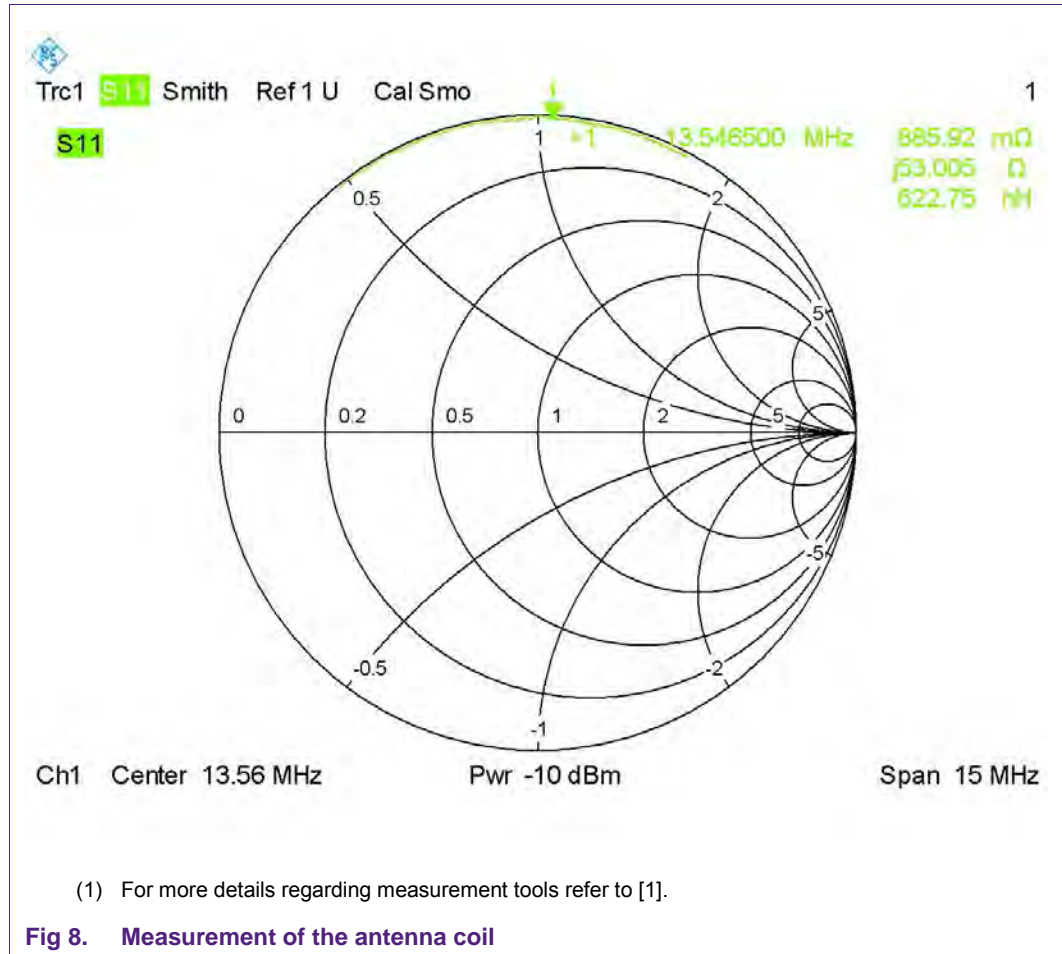 Trc1 S11 Smith Ref 1 U Cal Smo 1
S11
1
•1 13.546500 MHz 885.92 mΩ
j53.005 Ω
622.75 nH
0.5
2
5
0 0.2 0.5 1 2 5
-5
-0.5
-2
-1
Ch1 Center 13.56 MHz Pwr -10 dBm Span 15 MHz
(1) For more details regarding measurement tools refer to [1].
Fig 8. Measurement of the antenna coil